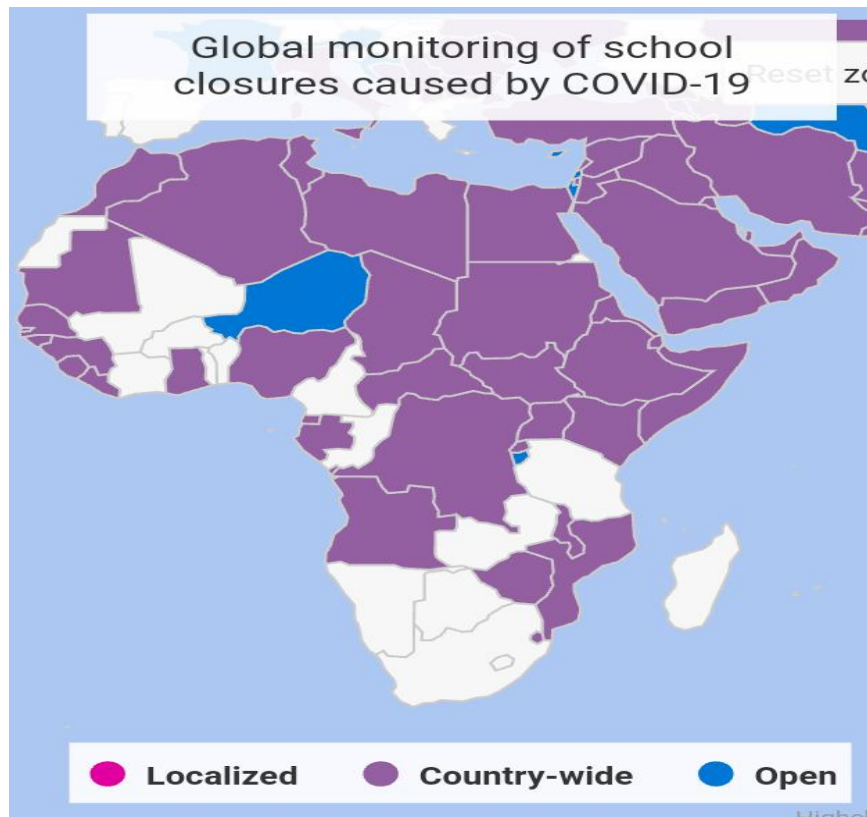 Global monitoring of school
closures caused by COVID-19
Reset
Localized
Country-wide
Open